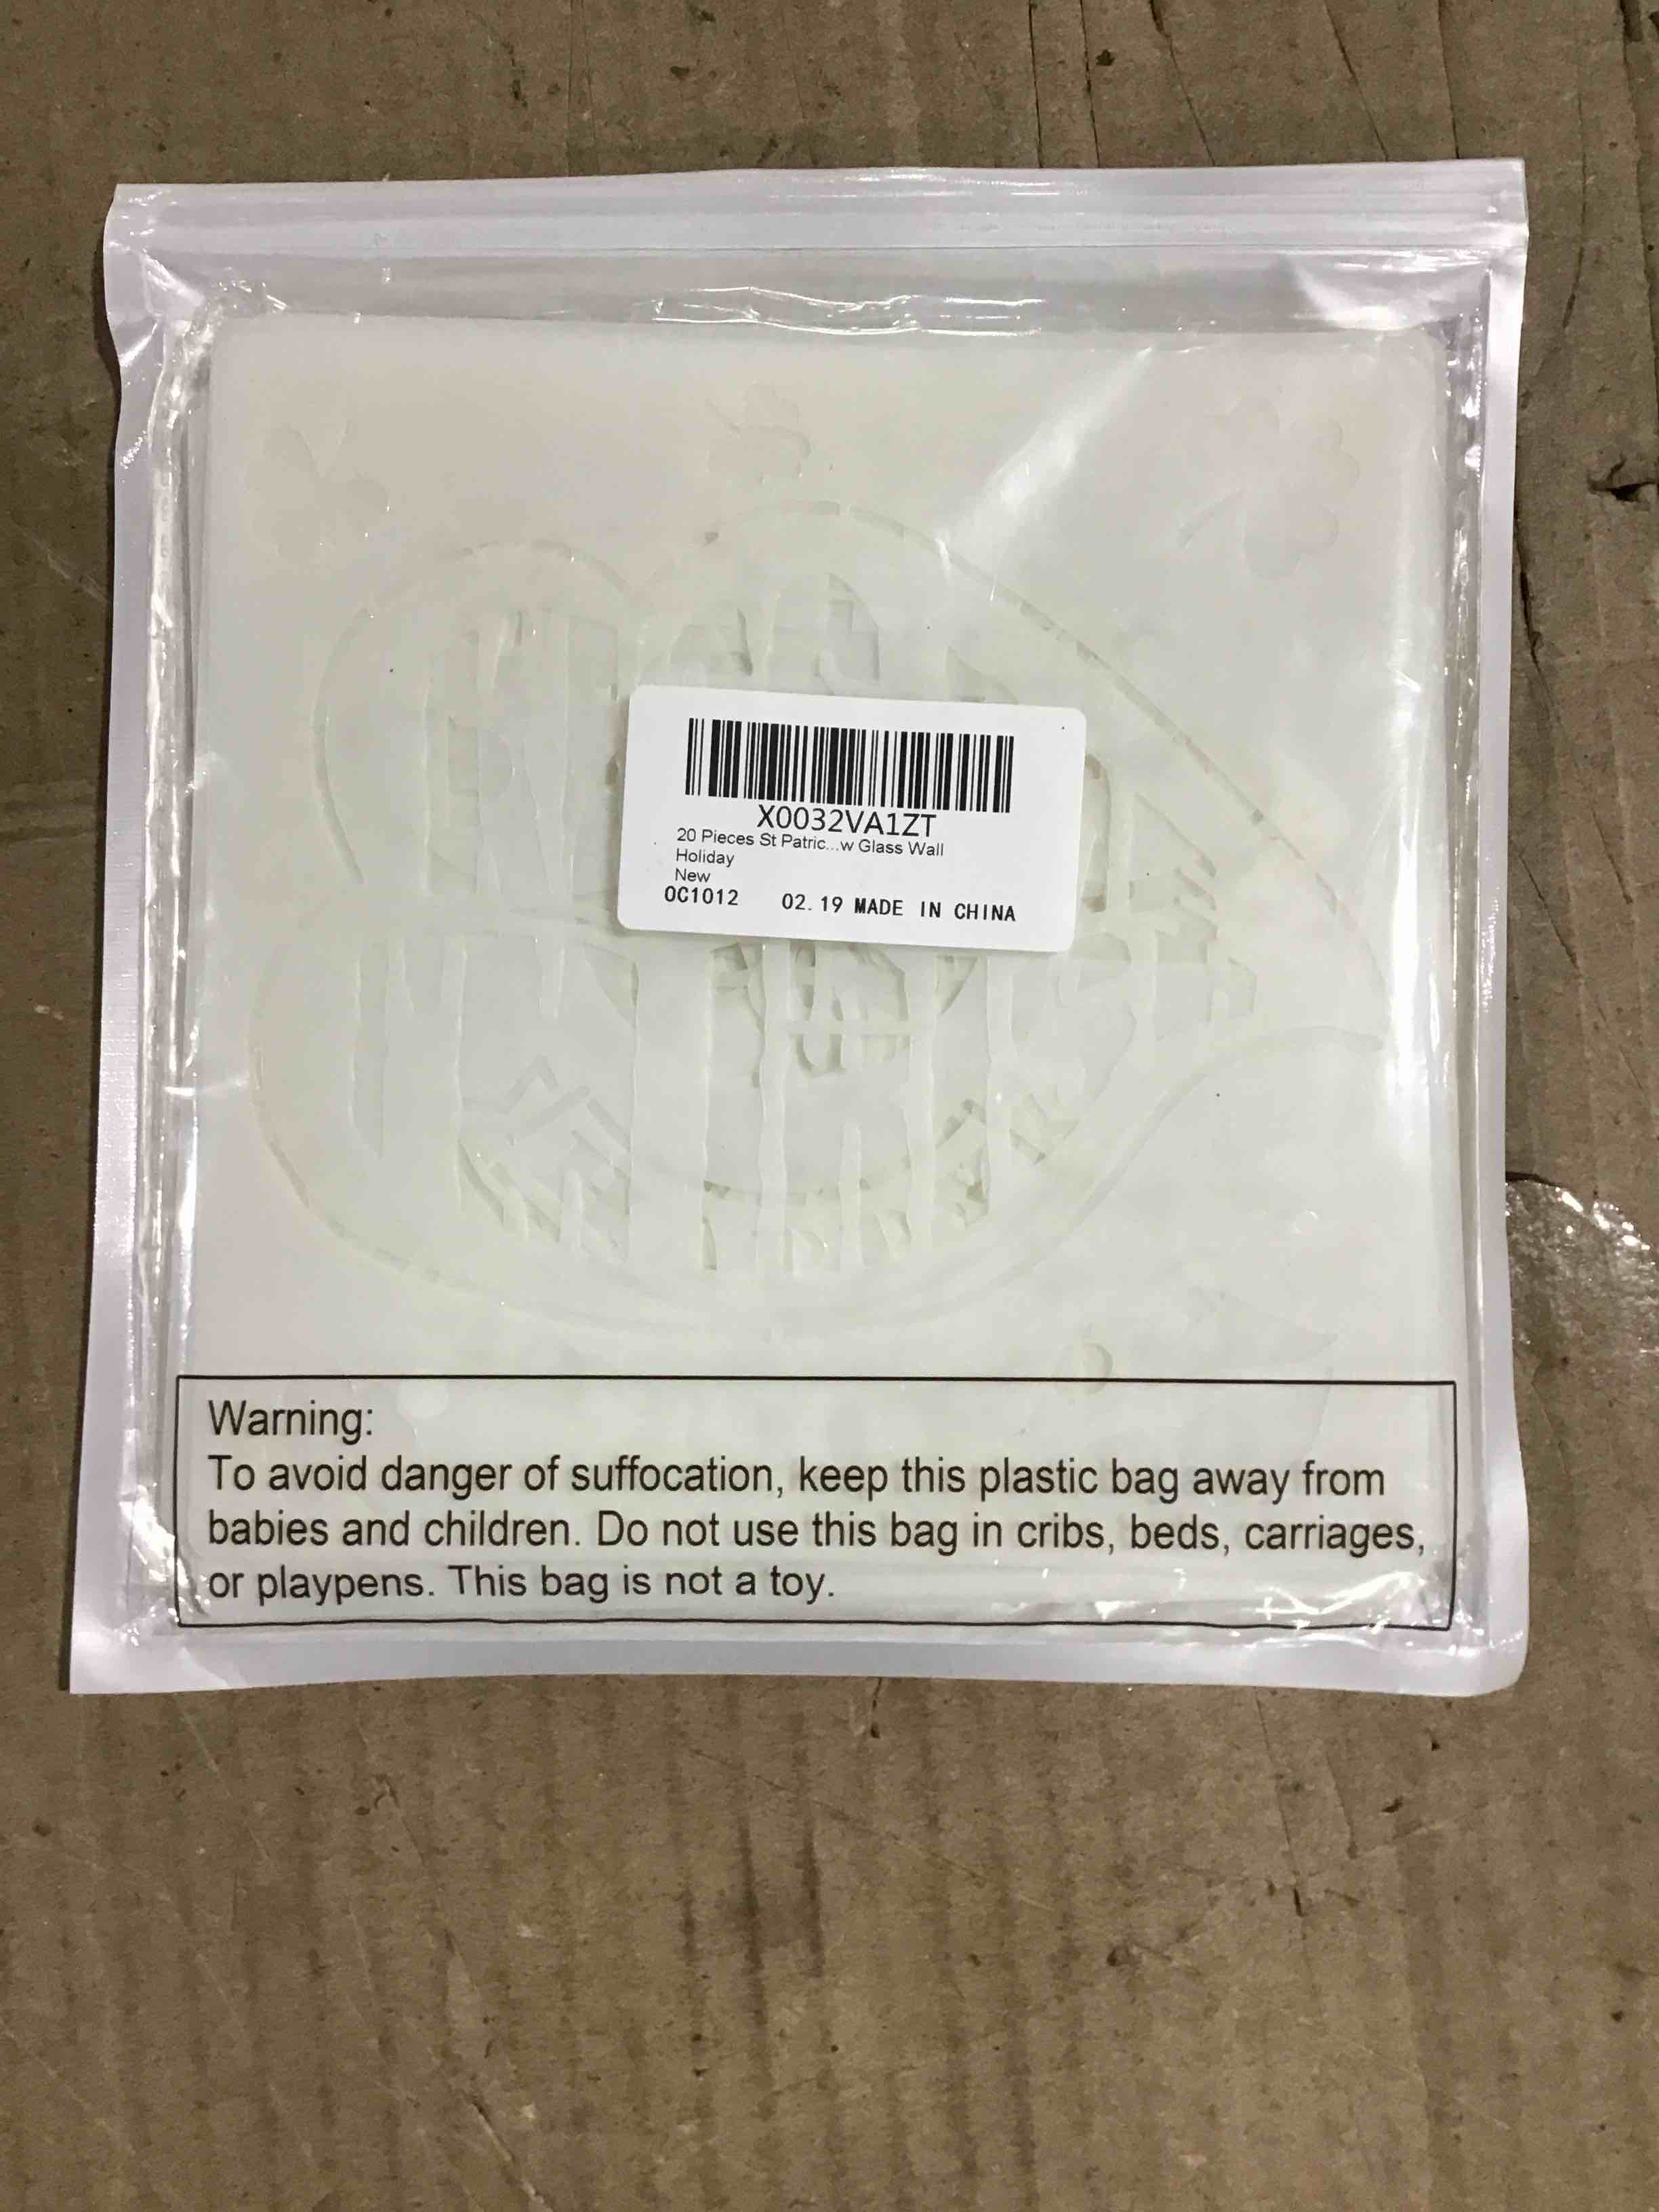 X0032VA1ZT
20 Pieces St Patric...w Glass Wall
Holiday
New
OC1012 02.19 MADE IN CHINA
Warning:
To avoid danger of suffocation, keep this plastic bag away from
babies and children. Do not use this bag in cribs, beds, carriages,
or playpens. This bag is not a toy.